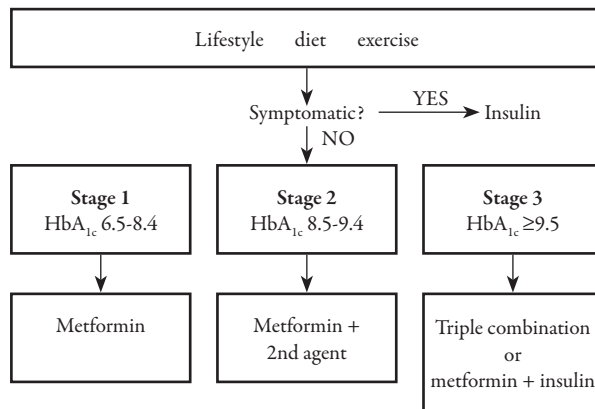 Lifestyle diet exercise
Symptomatic?
YES
Insulin
NO
Stage 1
HbA1c 6.5-8.4
Stage 2
HbA1c 8.5-9.4
Stage 3
HbA1c ≥9.5
Metformin
Metformin +
2nd agent
Triple combination
or
metformin + insulin